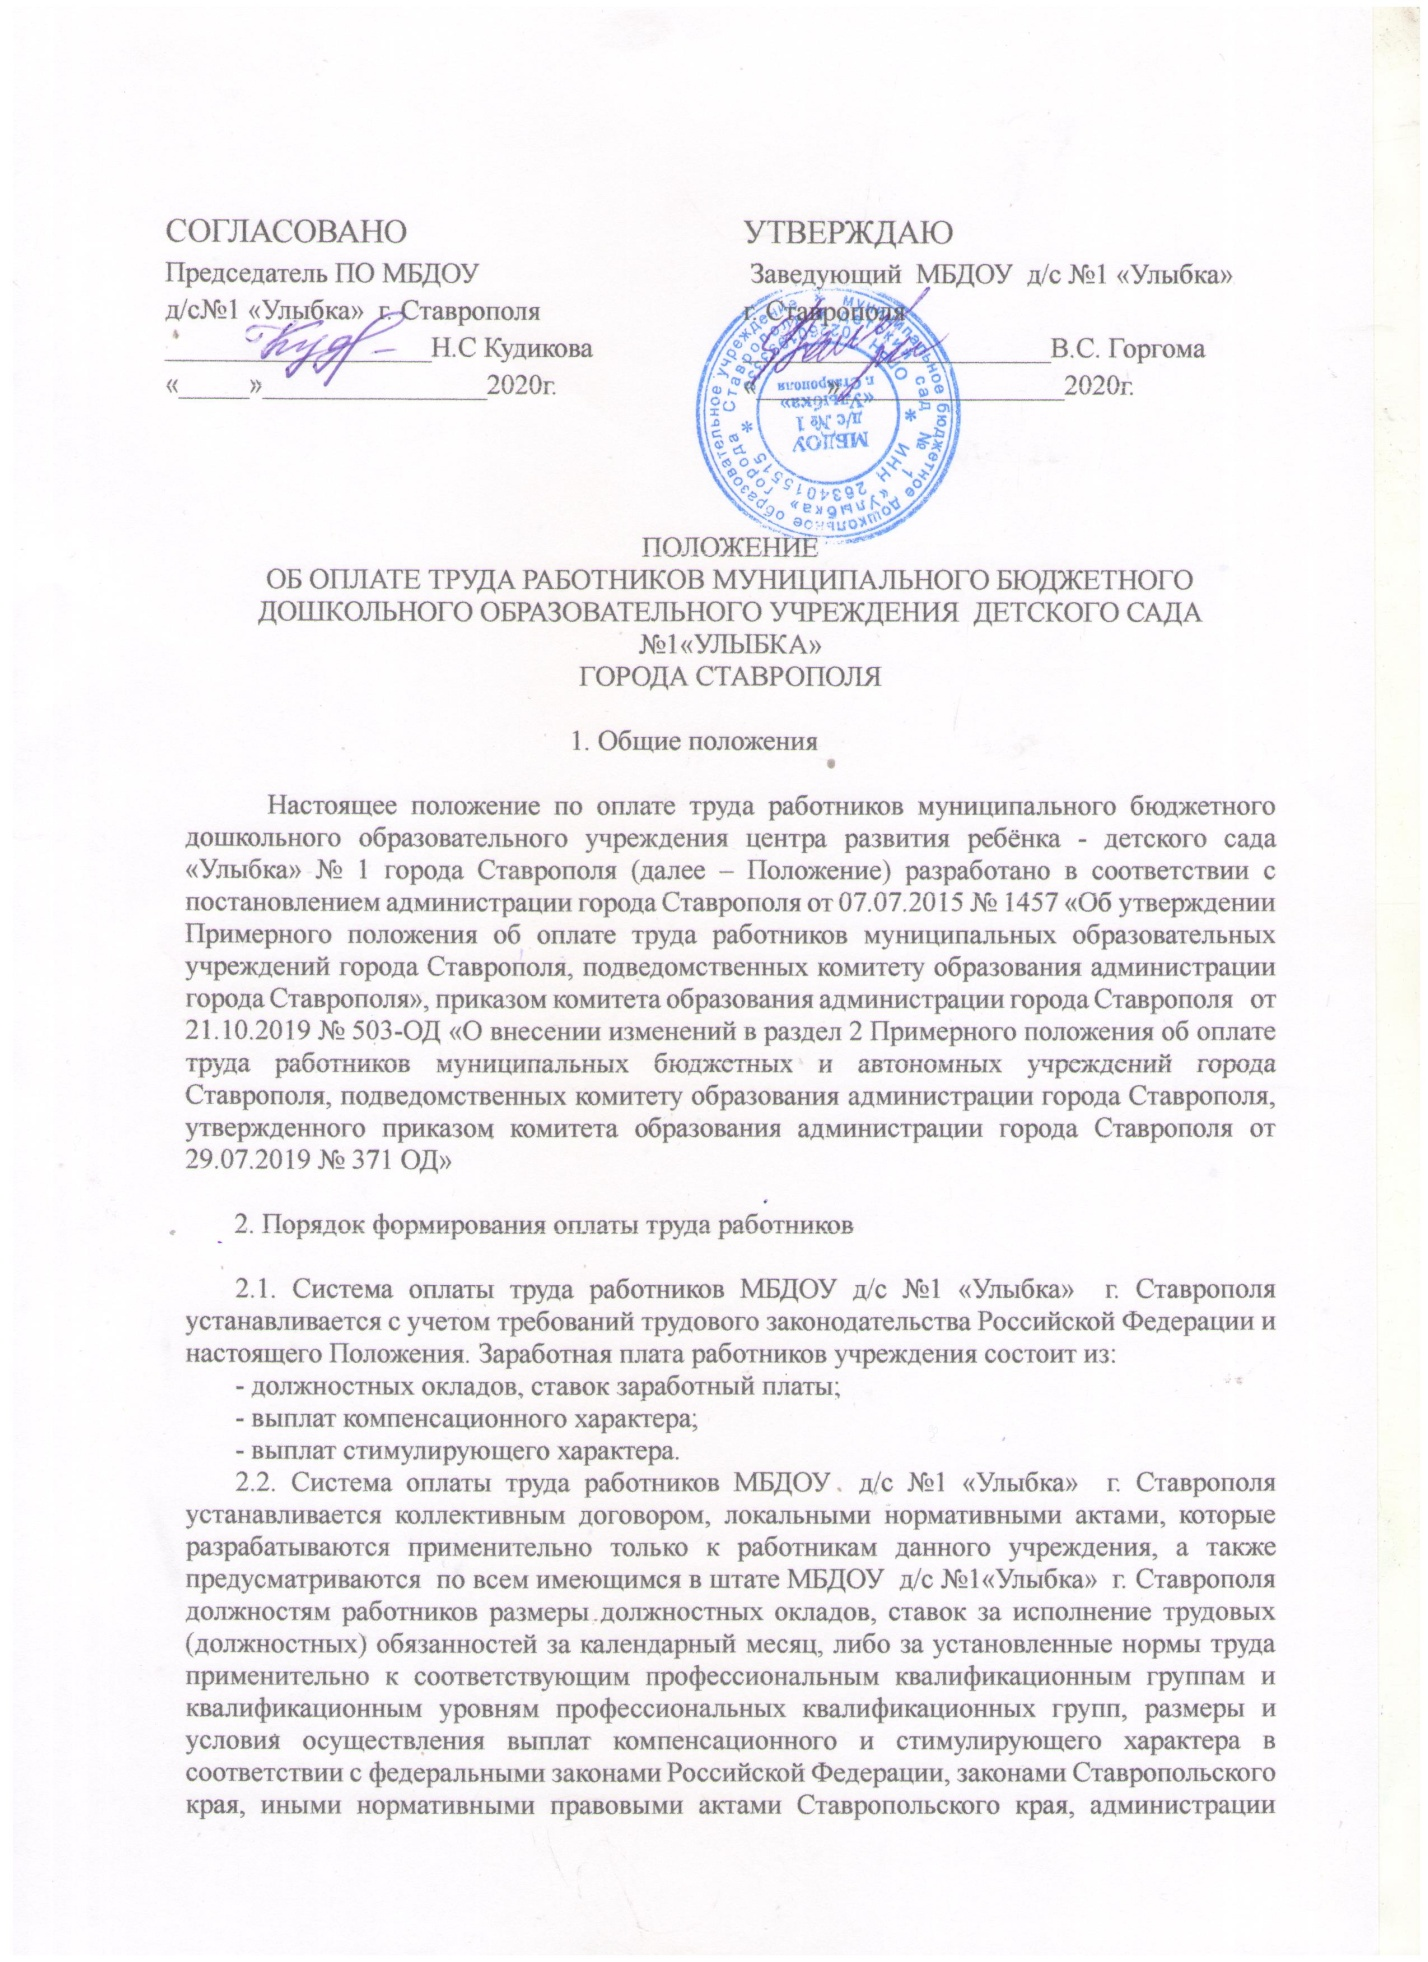 СОГЛАСОВАНО
Председатель ПО МБДОУ
д/с№1 «Улыбка»  г. Ставрополя
___________________Н.С Кудикова
«_____»________________2020г.
УТВЕРЖДАЮ
Заведующий  МБДОУ  д/с №1 «Улыбка»
г. Ставрополя
______________________В.С. Горгома
«_____»________________2020г.
МБДОУ
д/с № 1
«Улыбка»
г. Ставрополя
ПОЛОЖЕНИЕ
ОБ ОПЛАТЕ ТРУДА РАБОТНИКОВ МУНИЦИПАЛЬНОГО БЮДЖЕТНОГО
ДОШКОЛЬНОГО ОБРАЗОВАТЕЛЬНОГО УЧРЕЖДЕНИЯ  ДЕТСКОГО САДА
№1«УЛЫБКА»
ГОРОДА СТАВРОПОЛЯ
1. Общие положения
Настоящее положение по оплате труда работников муниципального бюджетного
дошкольного образовательного учреждения центра развития ребёнка - детского сада
«Улыбка» № 1 города Ставрополя (далее – Положение) разработано в соответствии с
постановлением администрации города Ставрополя от 07.07.2015 № 1457 «Об утверждении
Примерного положения об оплате труда работников муниципальных образовательных
учреждений города Ставрополя, подведомственных комитету образования администрации
города Ставрополя», приказом комитета образования администрации города Ставрополя  от
21.10.2019 № 503-ОД «О внесении изменений в раздел 2 Примерного положения об оплате
труда работников муниципальных бюджетных и автономных учреждений города
Ставрополя, подведомственных комитету образования администрации города Ставрополя,
утвержденного приказом комитета образования администрации города Ставрополя от
29.07.2019 № 371 ОД»
2. Порядок формирования оплаты труда работников
2.1. Система оплаты труда работников МБДОУ д/с №1 «Улыбка»  г. Ставрополя
устанавливается с учетом требований трудового законодательства Российской Федерации и
настоящего Положения. Заработная плата работников учреждения состоит из:
- должностных окладов, ставок заработный платы;
- выплат компенсационного характера;
- выплат стимулирующего характера.
2.2. Система оплаты труда работников МБДОУ  д/с №1 «Улыбка»  г. Ставрополя
устанавливается коллективным договором, локальными нормативными актами, которые
разрабатываются применительно только к работникам данного учреждения, а также
предусматриваются  по всем имеющимся в штате МБДОУ  д/с №1«Улыбка»  г. Ставрополя
должностям работников размеры должностных окладов, ставок за исполнение трудовых
(должностных) обязанностей за календарный месяц, либо за установленные нормы труда
применительно к соответствующим профессиональным квалификационным группам и
квалификационным уровням профессиональных квалификационных групп, размеры и
условия осуществления выплат компенсационного и стимулирующего характера в
соответствии с федеральными законами Российской Федерации, законами Ставропольского
края, иными нормативными правовыми актами Ставропольского края, администрации